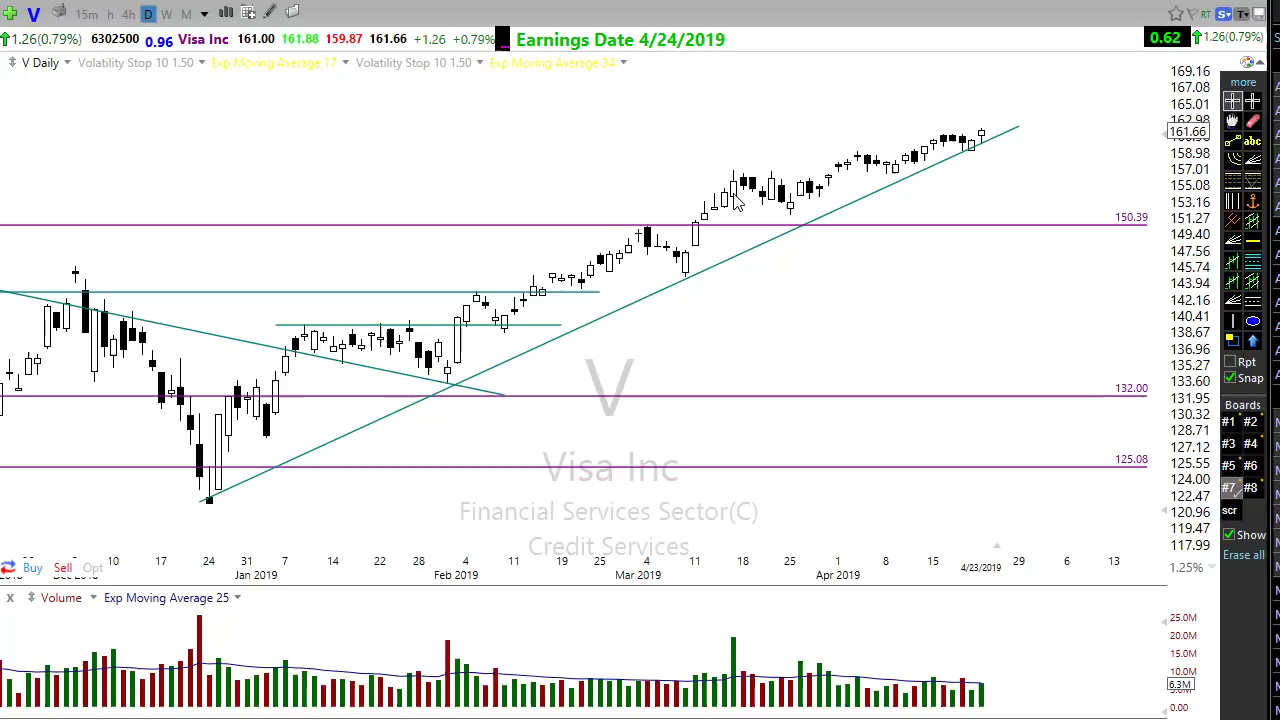 V 15m h 4h D W M RT S T
1.26(0.79%) 6302500 0.96 Visa Inc 161.00 161.88 159.87 161.66 +1.26 +0.79% ... Earnings Date 4/24/2019 0.62 1.26(0.79%)
V Daily Volatility Stop 10 1.50 Exp Moving Average 17 Volatility Stop 10 1.50 Exp Moving Average 34
169.16
167.08
165.01
162.98
161.66
158.98
157.01
155.08
153.16
151.27
149.40
147.56
145.74
143.94
142.16
140.41
138.67
136.96
135.27
133.60
131.95
130.32
128.71
127.12
125.55
124.00
122.47
120.96
119.47
117.99
1.25%
150.39
132.00
125.08
V
Visa Inc
Financial Services Sector(C)
Credit Services
10 17 24 7 14 22 28 11 19 25 4 11 18 25 8 15 29 6 13
Jan 2019 Feb 2019 Mar 2019 Apr 2019 4/23/2019
Buy Sell Opt
x Volume Exp Moving Average 25
25.0M
20.0M
15.0M
10.0M
6.3M
0.00
more
abc
Rpt
Snap
Boards
#1 #2
#3 #4
#5 #6
#7 #8
scr
Show
Erase all